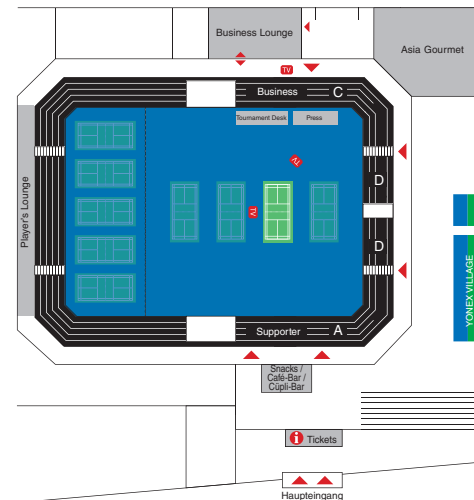 Business Lounge
Asia Gourmet
TV
Business
C
Tournament Desk
Press
TV
Player's Lounge
D
TV
D
YONEX VILLAGE
Supporter
A
Snacks /
Café-Bar /
Cüpli-Bar
i Tickets
Haupteingang